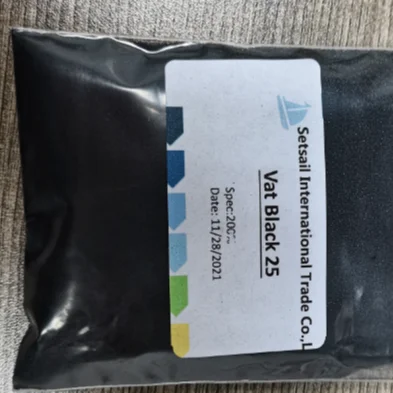 Setsail International Trade Co.,L
Vat Black 25
Spec:200%
Date: 11/28/2021